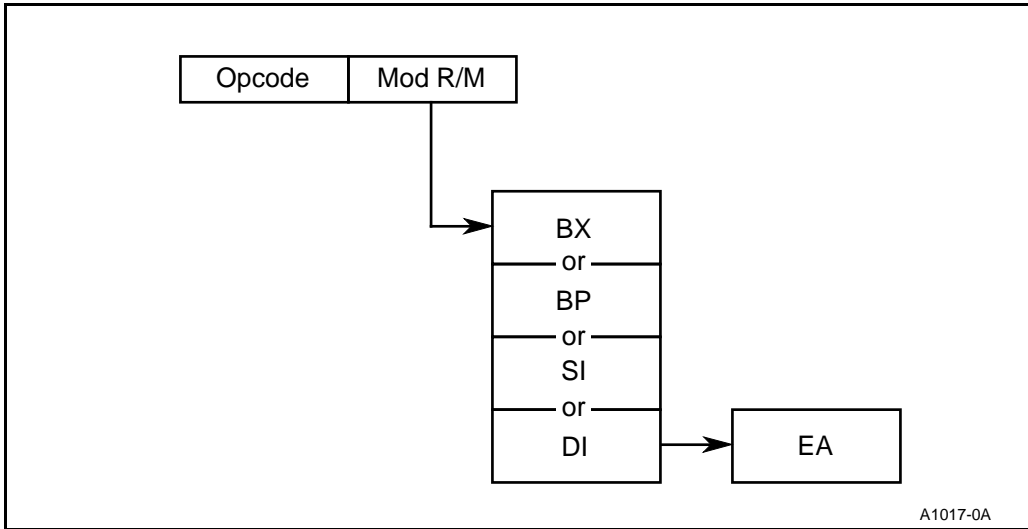 Opcode Mod R/M
BX
or
BP
or
SI
or
DI
EA
A1017-0A